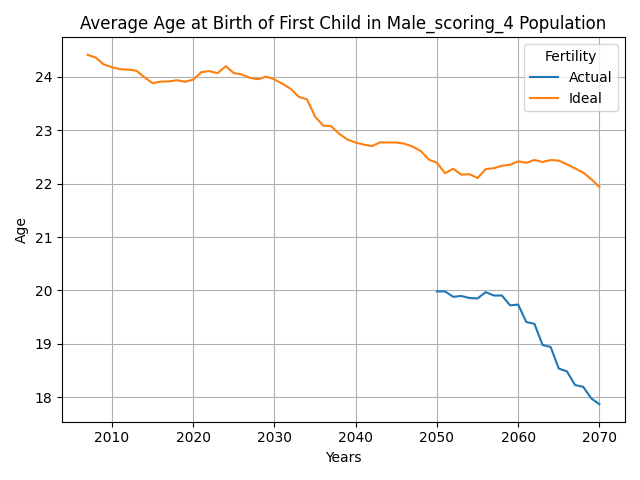 Average Age at Birth of First Child in Male_scoring_4 Population
Fertility
Actual
Ideal
Age
24
23
22
21
20
19
18
2010 2020 2030 2040 2050 2060 2070
Years